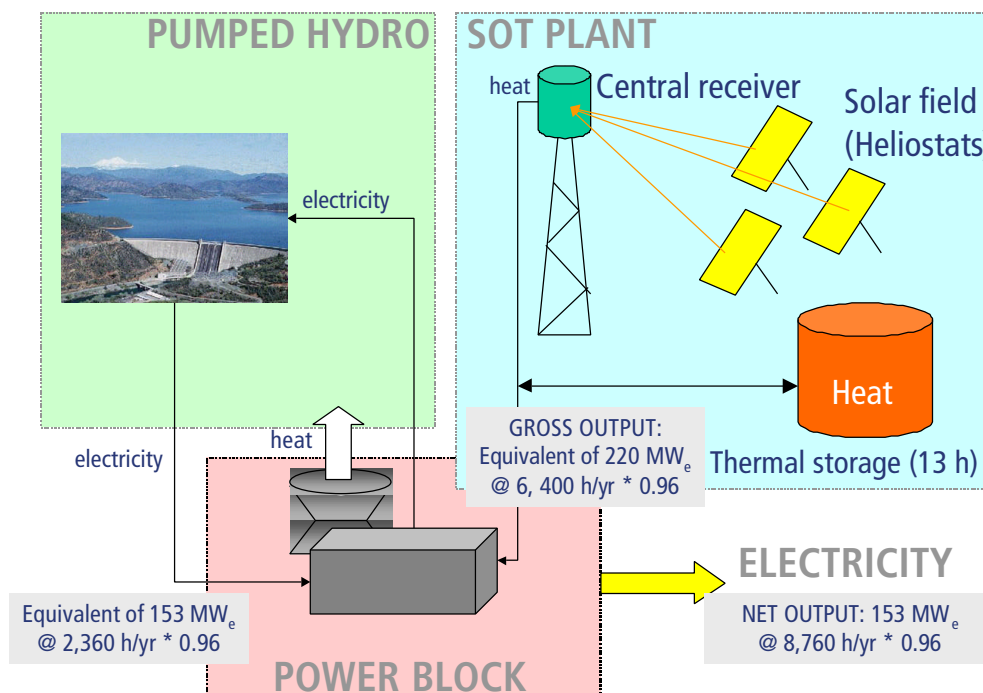 PUMPED HYDRO
SOT PLANT
heat
Central receiver
Solar field
(Heliostats
electricity
Heat
GROSS OUTPUT:
Equivalent of 220 MWe
@ 6, 400 h/yr * 0.96
Thermal storage (13 h)
heat
electricity
ELECTRICITY
Equivalent of 153 MWe
@ 2,360 h/yr * 0.96
NET OUTPUT: 153 MWe
@ 8,760 h/yr * 0.96
POWER BLOCK